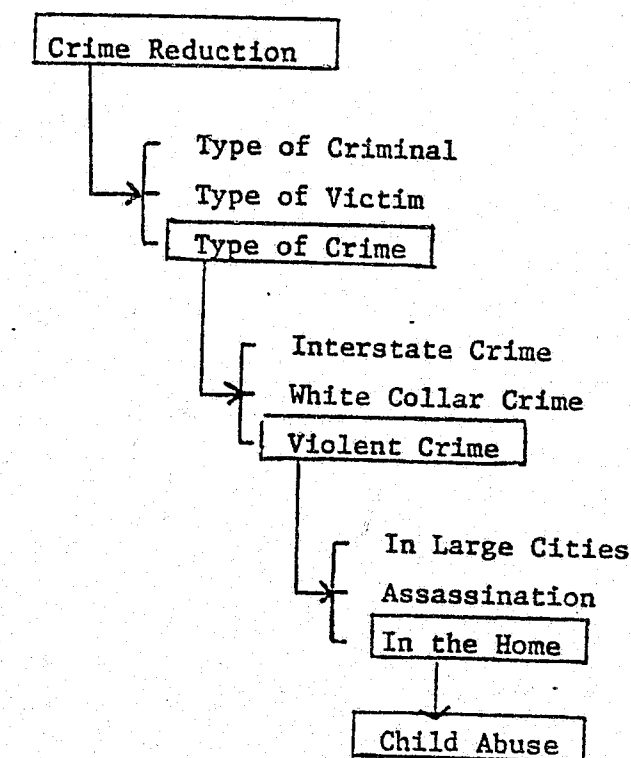 Crime Reduction
Type of Criminal
Type of Victim
Type of Crime
Interstate Crime
White Collar Crime
Violent Crime
In Large Cities
Assassination
In the Home
Child Abuse